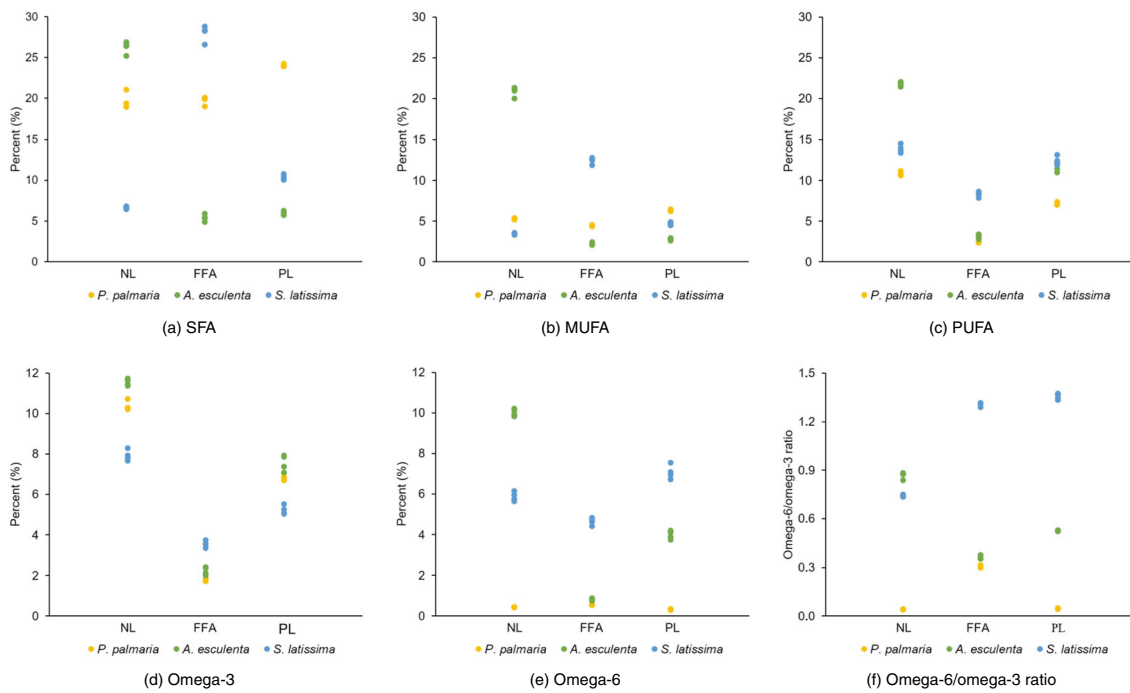 30
25
20
15
10
5
0
Percent (%)
NL FFA PL
P. palmaria A. esculenta S. latissima
(a) SFA
30
25
20
15
10
5
0
Percent (%)
NL FFA PL
P. palmaria A. esculenta S. latissima
(b) MUFA
30
25
20
15
10
5
0
Percent (%)
NL FFA PL
P. palmaria A. esculenta S. latissima
(c) PUFA
12
10
8
6
4
2
0
Percent (%)
NL FFA PL
P. palmaria A. esculenta S. latissima
(d) Omega-3
12
10
8
6
4
2
0
Percent (%)
NL FFA PL
P. palmaria A. esculenta S. latissima
(e) Omega-6
1.5
1.2
0.9
0.6
0.3
0.0
Omega-6/omega-3 ratio
NL FFA PL
P. palmaria A. esculenta S. latissima
(f) Omega-6/omega-3 ratio